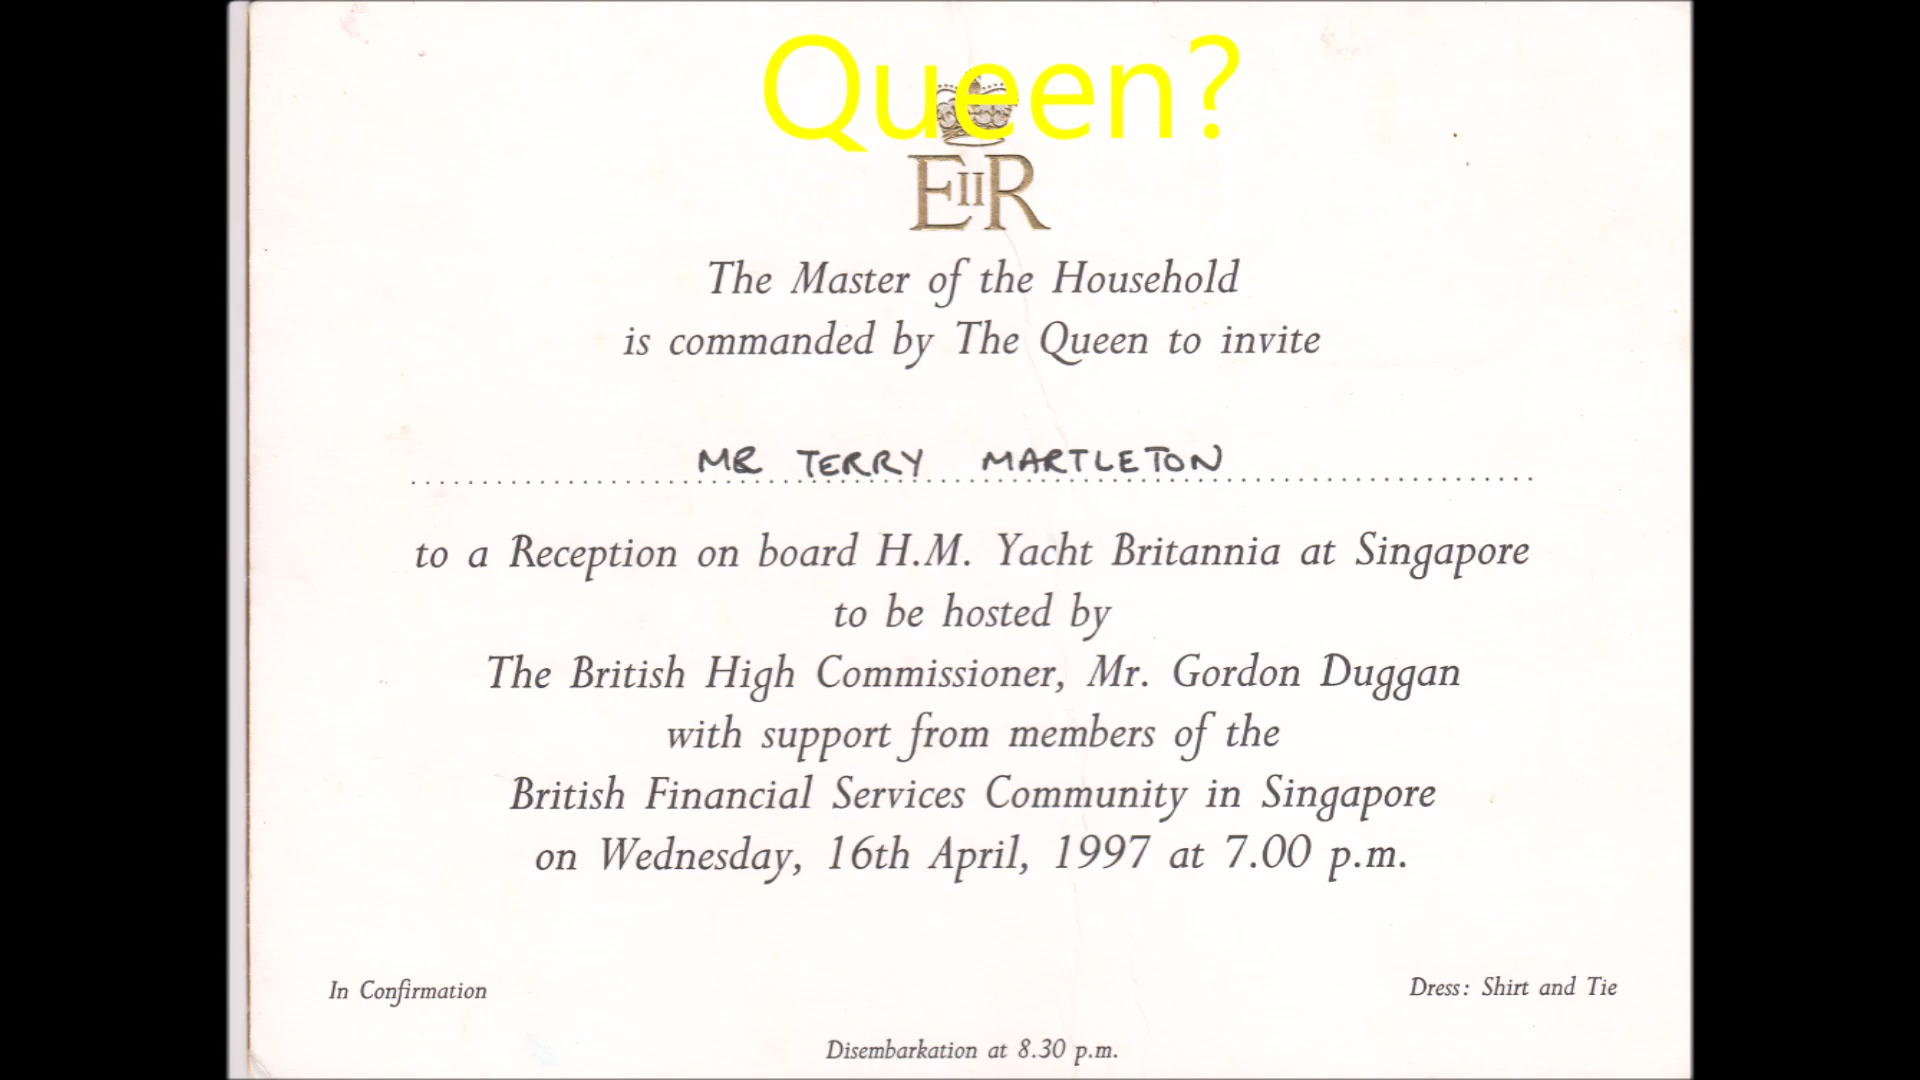 Queen?
EIIR
The Master of the Household
is commanded by The Queen to invite
MR TERRY MARTLETON
to a Reception on board H.M. Yacht Britannia at Singapore
to be hosted by
The British High Commissioner, Mr. Gordon Duggan
with support from members of the
British Financial Services Community in Singapore
on Wednesday, 16th April, 1997 at 7.00 p.m.
In Confirmation
Dress: Shirt and Tie
Disembarkation at 8.30 p.m.